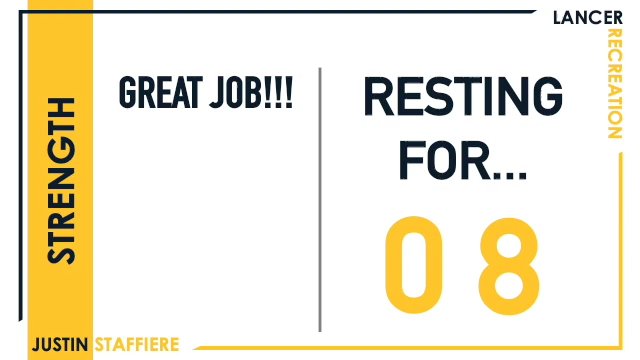 LANCER
RECREATION
STRENGTH
GREAT JOB!!!
RESTING
FOR...
08
JUSTIN STAFFIERE